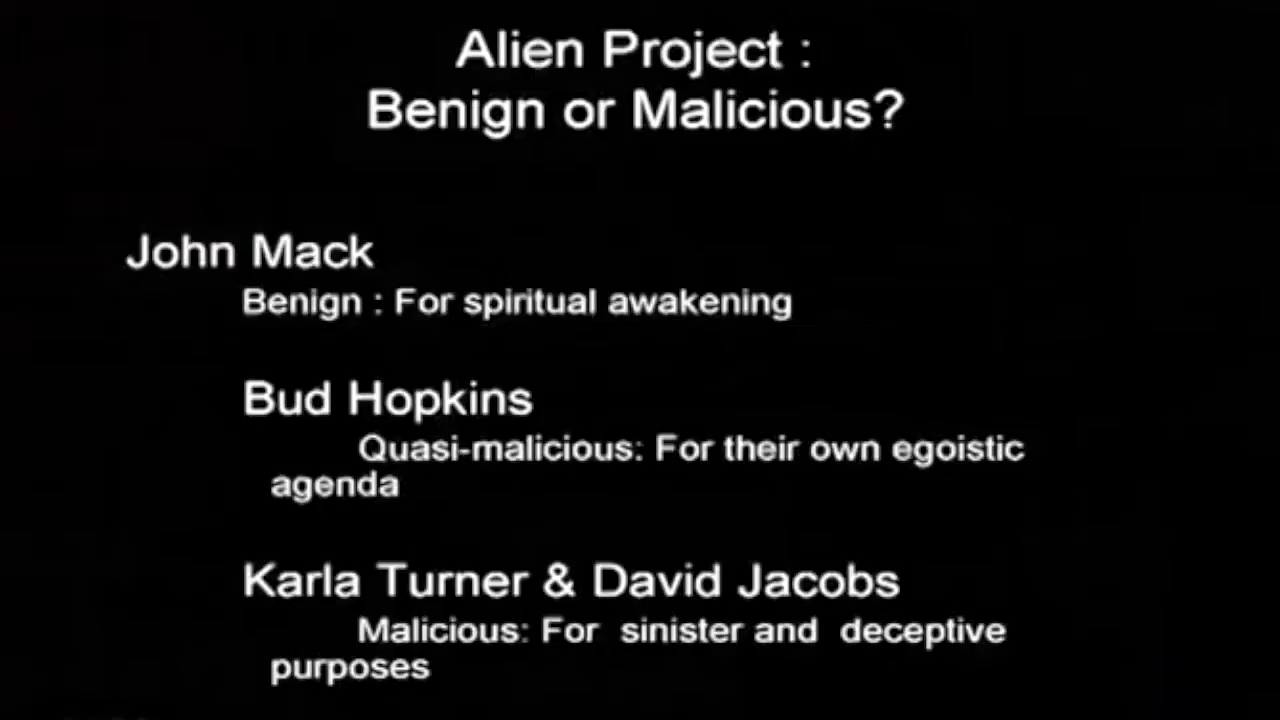 Alien Project :
Benign or Malicious?
John Mack
Benign : For spiritual awakening
Bud Hopkins
Quasi-malicious: For their own egoistic
agenda
Karla Turner & David Jacobs
Malicious: For sinister and deceptive
purposes